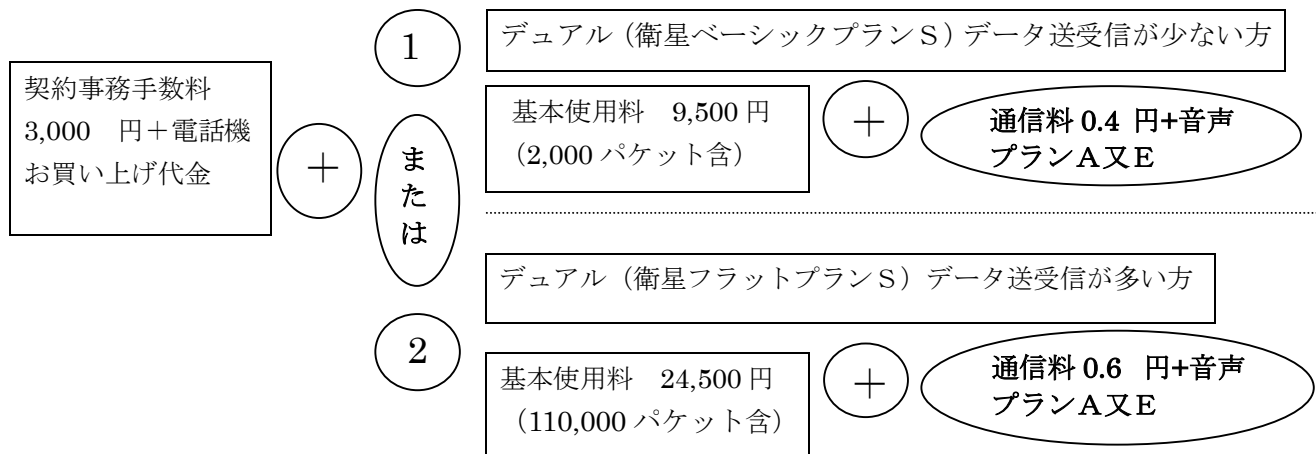 契約事務手数料
3,000 円＋電話機
お買い上げ代金
＋
1
または
2
デュアル（衛星ベーシックプランＳ）データ送受信が少ない方
基本使用料 9,500 円
（2,000 パケット含）
＋
通信料 0.4 円+音声
プランＡ又Ｅ
デュアル（衛星フラットプランＳ）データ送受信が多い方
基本使用料 24,500 円
（110,000 パケット含）
＋
通信料 0.6 円+音声
プランＡ又Ｅ